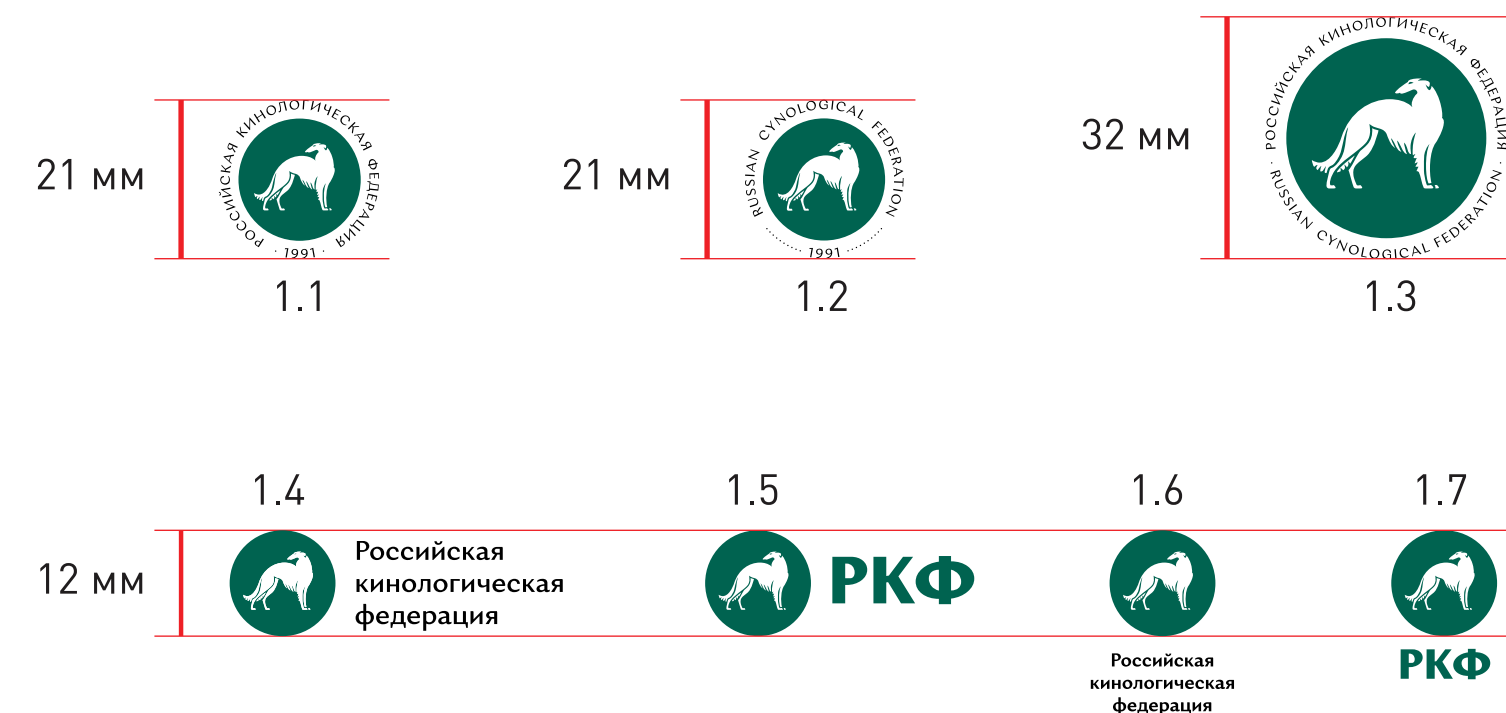 21 мм
РОССИЙСКАЯ КИНОЛОГИЧЕСКАЯ ФЕДЕРАЦИЯ
· 1991 ·
1.1
21 мм
RUSSIAN CYNOLOGICAL FEDERATION
1991
1.2
32 мм
· РОССИЙСКАЯ КИНОЛОГИЧЕСКАЯ ФЕДЕРАЦИЯ ·
RUSSIAN CYNOLOGICAL FEDERATION
1.3
1.4
1.5
1.6
1.7
12 мм
Российская
кинологическая
федерация
РКФ
Российская
кинологическая
федерация
РКФ